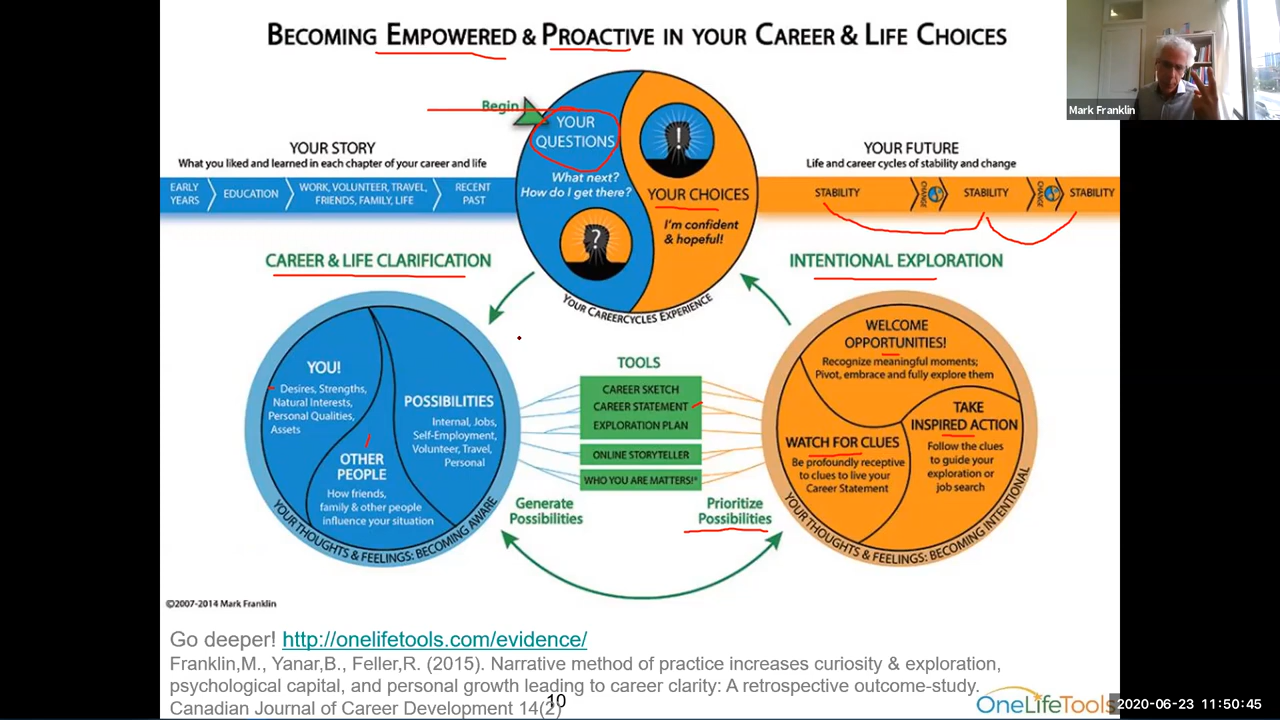 BECOMING EMPOWERED & PROACTIVE IN YOUR CAREER & LIFE CHOICES
Mark Franklin
Begin
YOUR
QUESTIONS
What next?
How do I get there?
YOUR CHOICES
I'm confident
& hopeful!
YOUR CAREERCYCLES EXPERIENCE
YOUR STORY
What you liked and learned in each chapter of your career and life
EARLY
YEARS
EDUCATION
WORK, VOLUNTEER, TRAVEL,
FRIENDS, FAMILY, LIFE
RECENT
PAST
YOUR FUTURE
Life and career cycles of stability and change
STABILITY
CHANGE
STABILITY
CHANGE
STABILITY
CAREER & LIFE CLARIFICATION
INTENTIONAL EXPLORATION
YOU!
Desires, Strengths,
Natural Interests,
Personal Qualities,
Assets
OTHER
PEOPLE
How friends,
family & other people
influence your situation
POSSIBILITIES
Internal, Jobs,
Self-Employment,
Volunteer, Travel,
Personal
YOUR THOUGHTS & FEELINGS: BECOMING AWARE
TOOLS
CAREER SKETCH
CAREER STATEMENT
EXPLORATION PLAN
ONLINE STORYTELLER
WHO YOU ARE MATTERS!®
Generate
Possibilities
Prioritize
Possibilities
WELCOME
OPPORTUNITIES!
Recognize meaningful moments;
Pivot, embrace and fully explore them
WATCH FOR CLUES
Be profoundly receptive
to clues to live your
Career Statement
TAKE
INSPIRED ACTION
Follow the clues
to guide your
exploration or
job search
YOUR THOUGHTS & FEELINGS: BECOMING INTENTIONAL
©2007-2014 Mark Franklin
Go deeper! http://onelifetools.com/evidence/
Franklin,M., Yanar,B., Feller,R. (2015). Narrative method of practice increases curiosity & exploration,
psychological capital, and personal growth leading to career clarity: A retrospective outcome-study.
Canadian Journal of Career Development 14(2)
10
OneLifeTools
2020-06-23 11:50:45